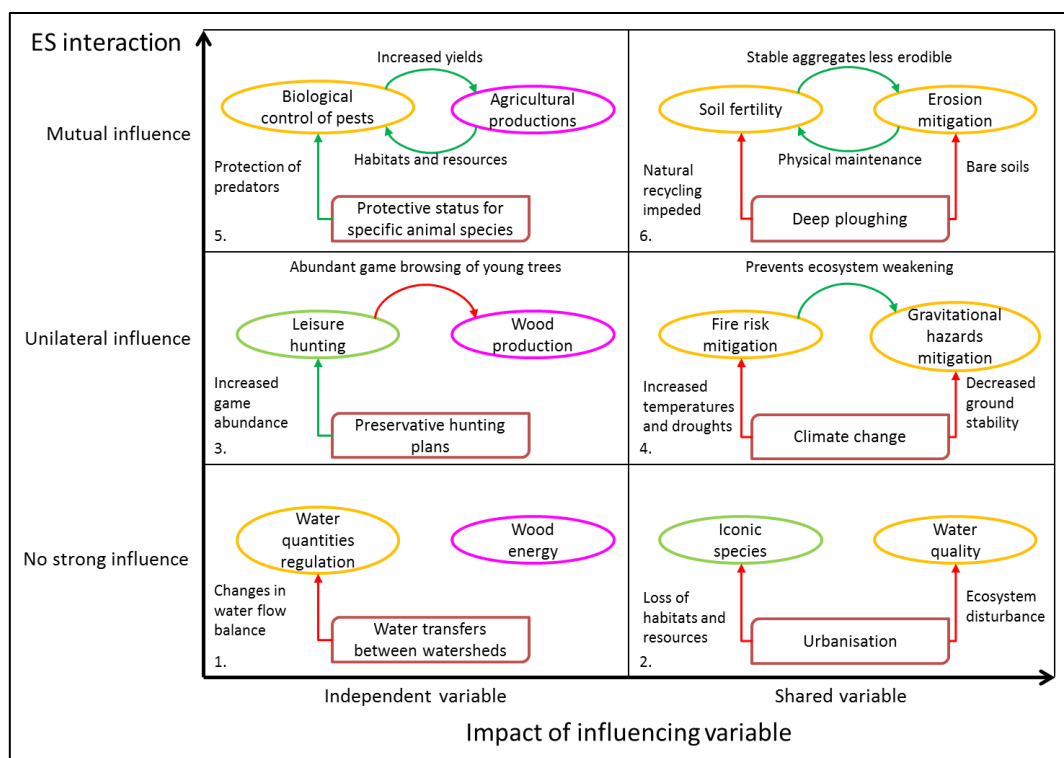 ES interaction
Mutual influence
Increased yields
Biological
control of pests
Agricultural
productions
Habitats and resources
Protection of
predators
Protective status for
specific animal species
5.
Stable aggregates less erodible
Soil fertility
Erosion
mitigation
Physical maintenance
Natural
recycling
impeded
Bare soils
Deep ploughing
6.
Unilateral influence
Abundant game browsing of young trees
Leisure
hunting
Wood
production
Increased
game
abundance
Preservative hunting
plans
3.
Prevents ecosystem weakening
Fire risk
mitigation
Gravitational
hazards
mitigation
Increased
temperatures
and droughts
Decreased
ground
stability
Climate change
4.
No strong influence
Water
quantities
regulation
Wood
energy
Changes in
water flow
balance
Water transfers
between watersheds
1.
Iconic
species
Water
quality
Loss of
habitats and
resources
Ecosystem
disturbance
Urbanisation
2.
Independent variable
Shared variable
Impact of influencing variable